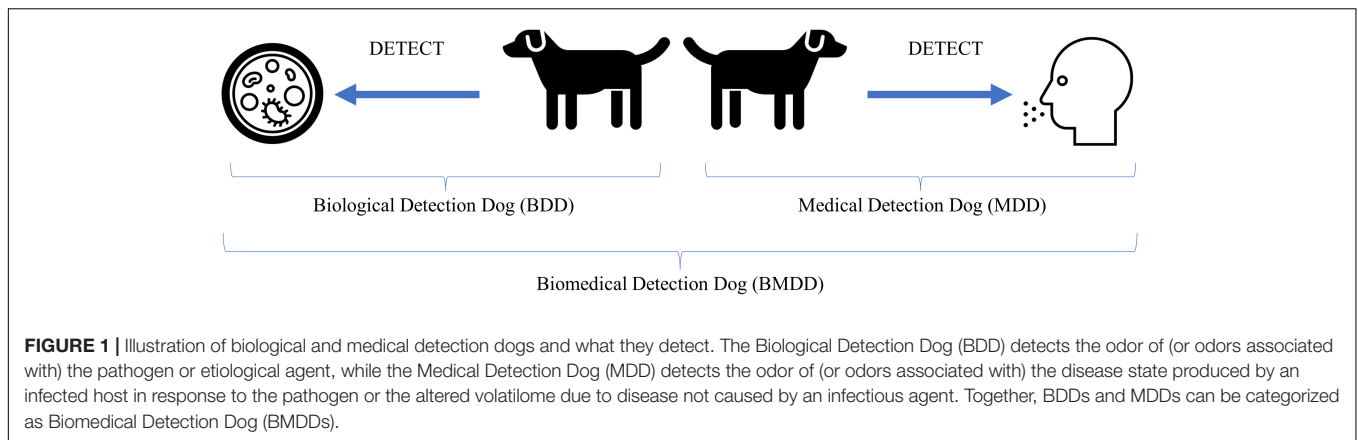 DETECT DETECT
Biological Detection Dog (BDD) Medical Detection Dog (MDD)
Biomedical Detection Dog (BMDD)
FIGURE 1 | Illustration of biological and medical detection dogs and what they detect. The Biological Detection Dog (BDD) detects the odor of (or odors associated
with) the pathogen or etiological agent, while the Medical Detection Dog (MDD) detects the odor of (or odors associated with) the disease state produced by an
infected host in response to the pathogen or the altered volatilome due to disease not caused by an infectious agent. Together, BDDs and MDDs can be categorized
as Biomedical Detection Dog (BMDDs).